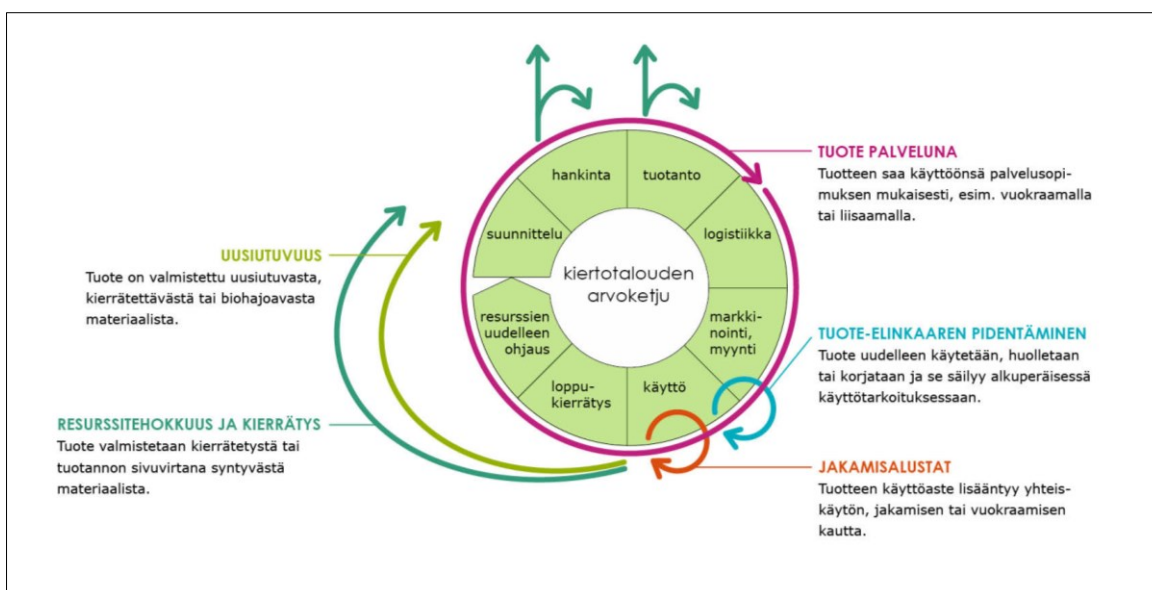 hankinta
tuotanto
suunnittelu
logistiikka
kiertotalouden
arvoketju
resurssien
uudelleen
ohjaus
markki-
nointi,
myynti
loppu-
kierrätys
käyttö
UUSIUTUVUUS
Tuote on valmistettu uusiutuvasta,
kierrätettävästä tai biohajoavasta
materiaalista.
RESURSSITEHOKKUUS JA KIERRÄTYS
Tuote valmistetaan kierrätetystä tai
tuotannon sivuvirtana syntyvästä
materiaalista.
TUOTE PALVELUNA
Tuotteen saa käyttöönsä palvelusopi-
muksen mukaisesti, esim. vuokraamalla
tai liisaamalla.
TUOTE-ELINKAAREN PIDENTÄMINEN
Tuote uudelleen käytetään, huolletaan
tai korjataan ja se säilyy alkuperäisessä
käyttötarkoituksessaan.
JAKAMISALUSTAT
Tuotteen käyttöaste lisääntyy yhteis-
käytön, jakamisen tai vuokraamisen
kautta.